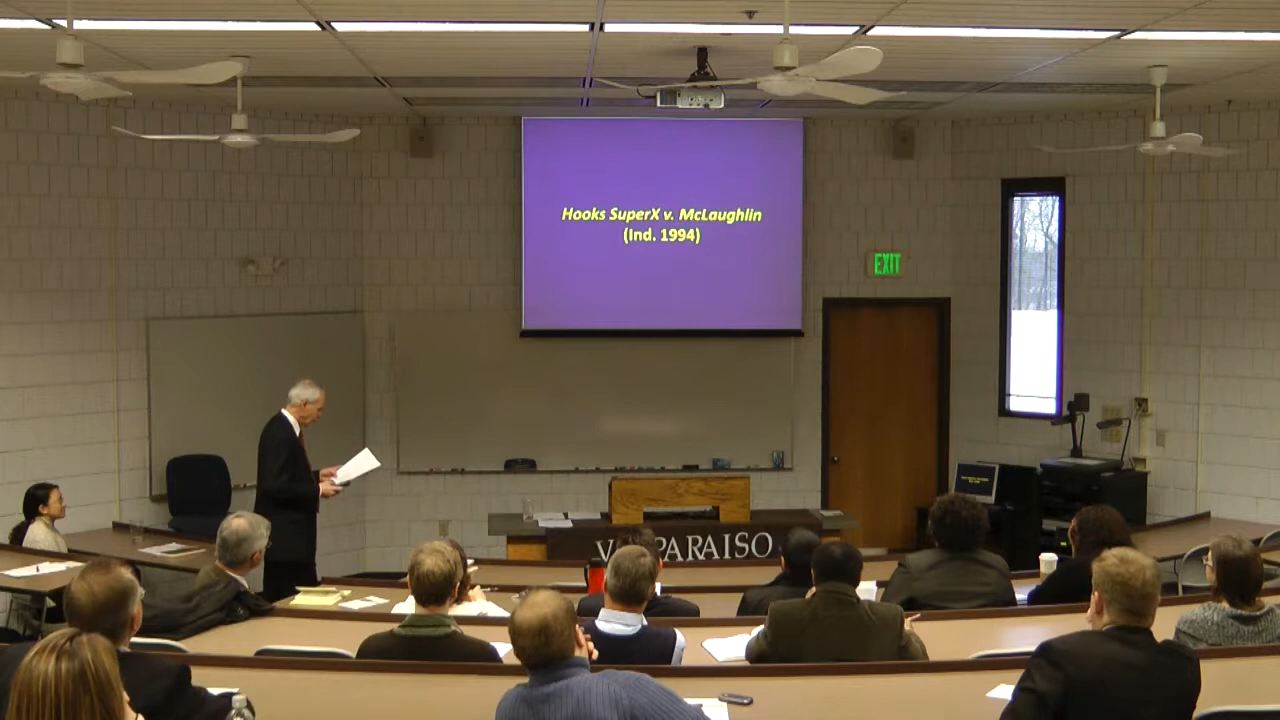 Hooks SuperX v. McLaughlin
(Ind. 1994)
EXIT
VALPARAISO